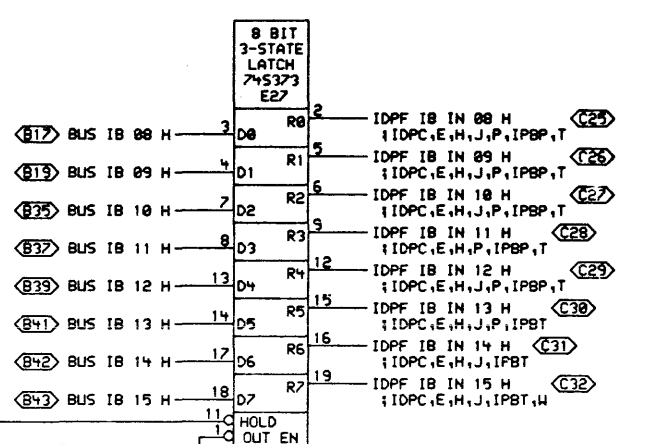 8 BIT
3-STATE
LATCH
74S373
E27
B17 BUS IB 08 H 3 D0 R0 2 IDPF IB IN 08 H C25
;IDPC,E,H,J,P,IPBP,T
B19 BUS IB 09 H 4 D1 R1 5 IDPF IB IN 09 H C26
;IDPC,E,H,J,P,IPBP,T
B35 BUS IB 10 H 7 D2 R2 6 IDPF IB IN 10 H C27
;IDPC,E,H,J,P,IPBP,T
B37 BUS IB 11 H 8 D3 R3 9 IDPF IB IN 11 H C28
;IDPC,E,H,P,IPBP,T
B39 BUS IB 12 H 13 D4 R4 12 IDPF IB IN 12 H C29
;IDPC,E,H,J,P,IPBP,T
B41 BUS IB 13 H 14 D5 R5 15 IDPF IB IN 13 H C30
;IDPC,E,H,J,P,IPBT
B42 BUS IB 14 H 17 D6 R6 16 IDPF IB IN 14 H C31
;IDPC,E,H,J,IFBT
B43 BUS IB 15 H 18 D7 R7 19 IDPF IB IN 15 H C32
;IDPC,E,H,J,IPBT,W
11 HOLD
1 OUT EN